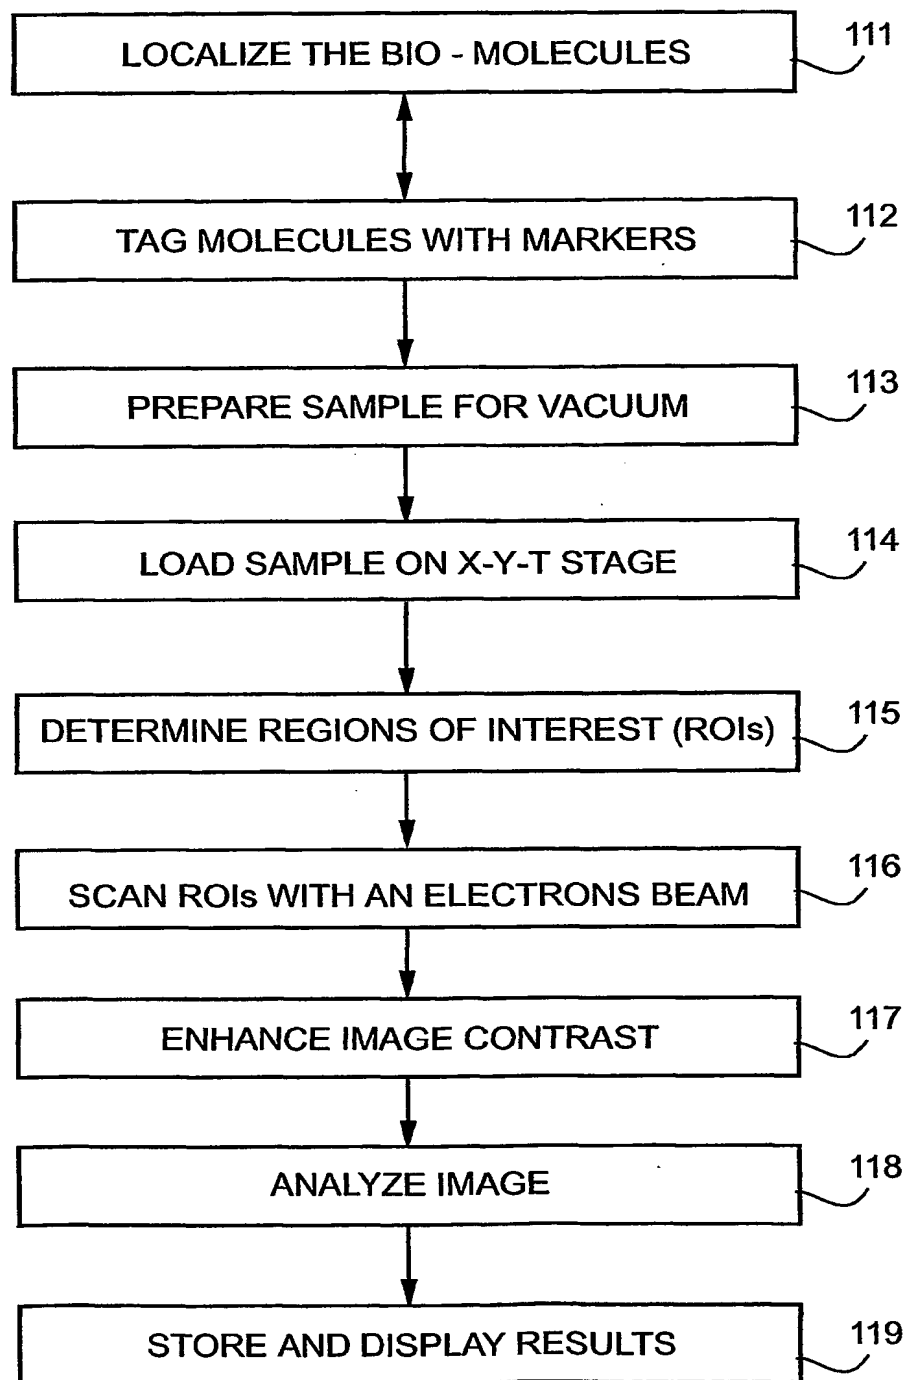 LOCALIZE THE BIO - MOLECULES 111
TAG MOLECULES WITH MARKERS 112
PREPARE SAMPLE FOR VACUUM 113
LOAD SAMPLE ON X-Y-T STAGE 114
DETERMINE REGIONS OF INTEREST (ROIs) 115
SCAN ROIs WITH AN ELECTRONS BEAM 116
ENHANCE IMAGE CONTRAST 117
ANALYZE IMAGE 118
STORE AND DISPLAY RESULTS 119